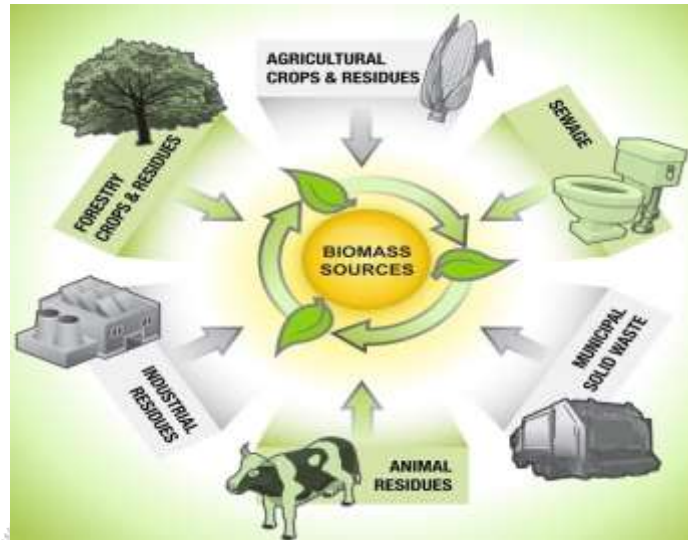 AGRICULTURAL
CROPS & RESIDUES
SEWAGE
FORESTRY
CROPS & RESIDUES
BIOMASS
SOURCES
MUNICIPAL
SOLID WASTE
INDUSTRIAL
RESIDUES
ANIMAL
RESIDUES